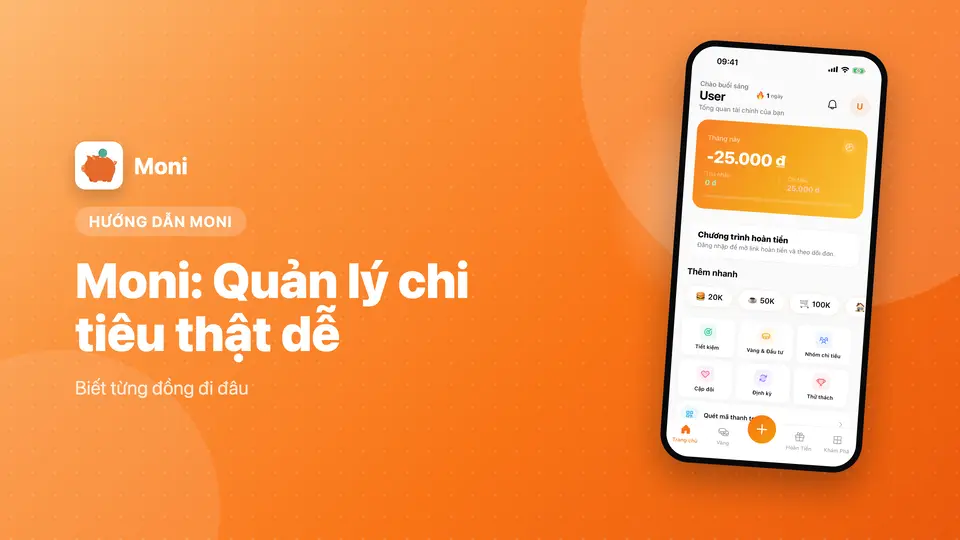 Moni
HƯỚNG DẪN MONI
Moni: Quản lý chi
tiêu thật dễ
Biết từng đồng đi đâu
09:41
Chào buổi sáng
User
🔥 1 ngày
U
Tổng quan tài chính của bạn
Tháng này
-25.000 đ
Thu nhập
Chi tiêu
0 đ
25.000 đ
Chương trình hoàn tiền
Đăng nhập để mở link hoàn tiền và theo dõi đơn.
Thêm nhanh
🍔 20K
☕ 50K
🛒 100K
Tiết kiệm
Vàng & Đầu tư
Nhóm chi tiêu
Cặp đôi
Định kỳ
Thử thách
Quét mã thanh
Trang chủ
Vàng
Hoàn Tiền
Khám Phá